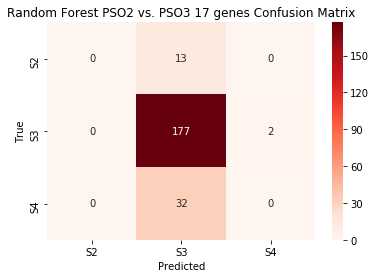 Random Forest PSO2 vs. PSO3 17 genes Confusion Matrix
True
S2
0
13
0
S3
0
177
2
S4
0
32
0
S2
S3
S4
Predicted
150
120
90
60
30
0